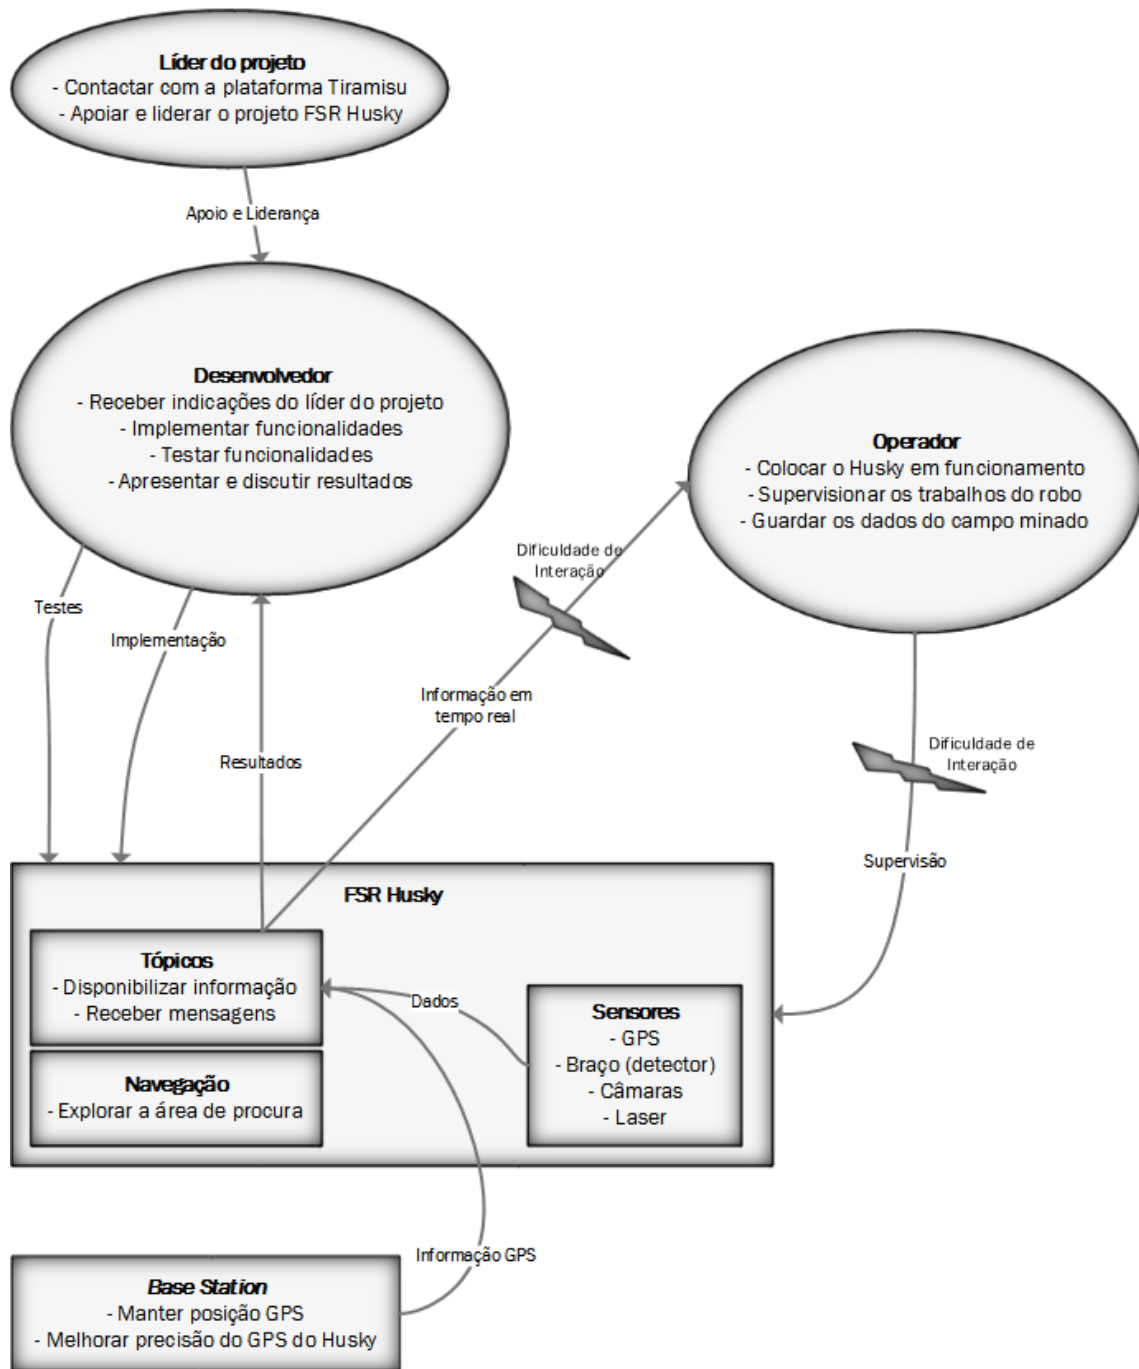 Líder do projeto
- Contactar com a plataforma Tiramisu
- Apoiar e liderar o projeto FSR Husky
Apoio e Liderança
Desenvolvedor
- Receber indicações do líder do projeto
- Implementar funcionalidades
- Testar funcionalidades
- Apresentar e discutir resultados
Operador
- Colocar o Husky em funcionamento
- Supervisionar os trabalhos do robo
- Guardar os dados do campo minado
Dificuldade de
Interação
Testes
Implementação
Informação em
tempo real
Resultados
Dificuldade de
Interação
Supervisão
FSR Husky
Tópicos
- Disponibilizar informação
- Receber mensagens
Dados
Sensores
- GPS
- Braço (detector)
- Câmaras
- Laser
Navegação
- Explorar a área de procura
Informação GPS
Base Station
- Manter posição GPS
- Melhorar precisão do GPS do Husky